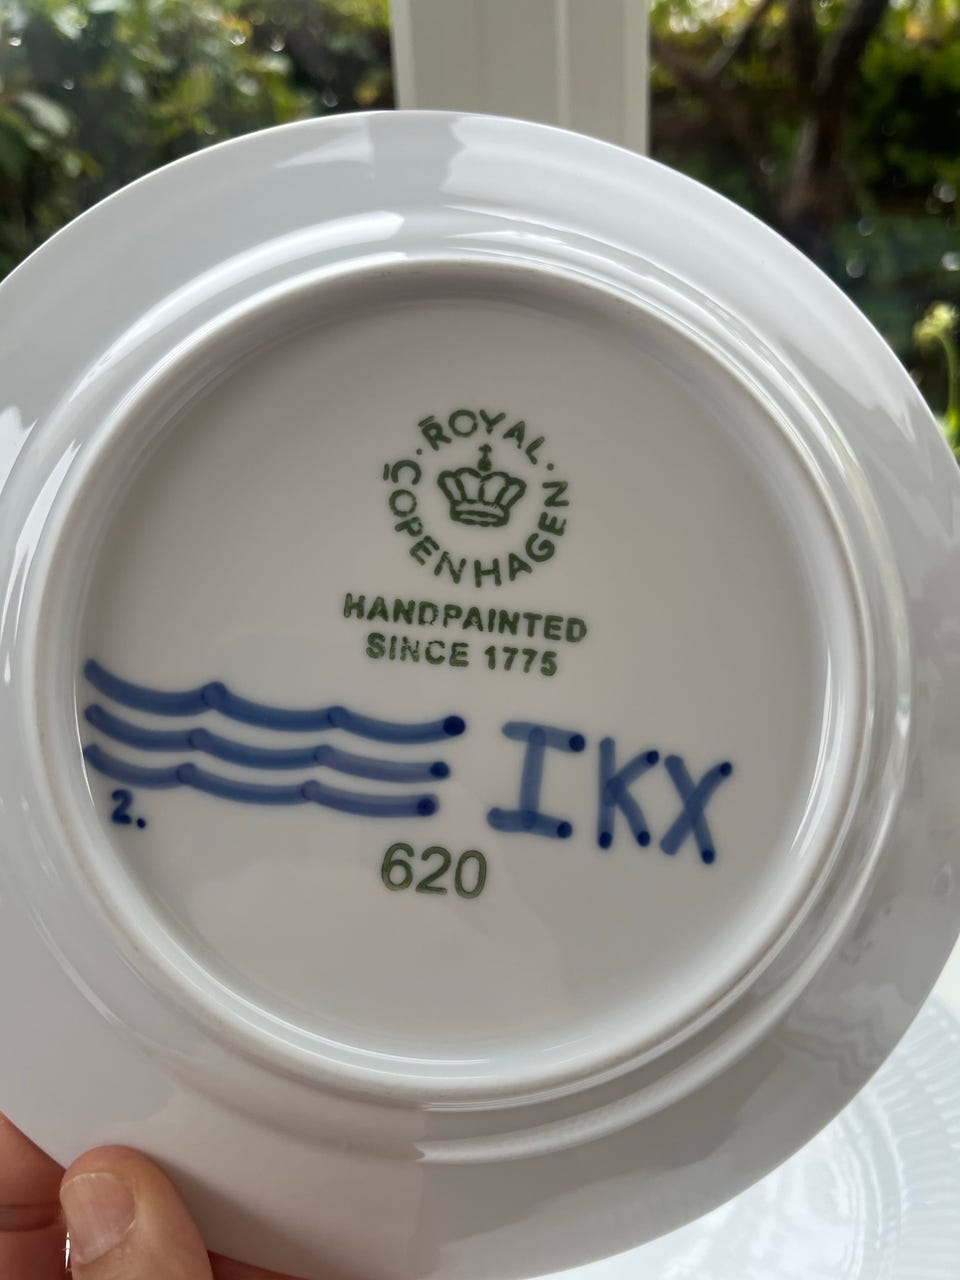 ROYAL · COPENHAGEN ·
HANDPAINTED
SINCE 1775
IKX
2.
620